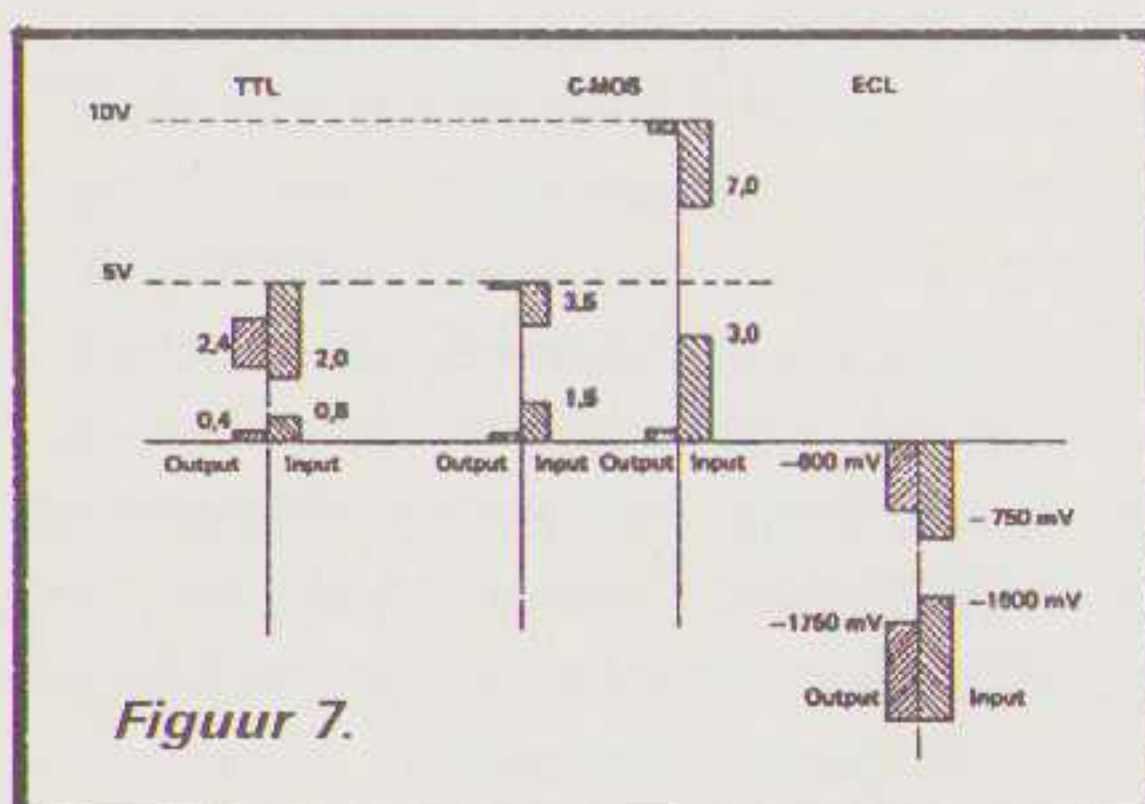 TTL C-MOS ECL
10V
7,0
5V
3,5
2,4 2,0 3,0
0,4 0,8 1,5
Output Input Output Input Output Input -600 mV
- 750 mV
-1750 mV -1500 mV
Output Input
Figuur 7.